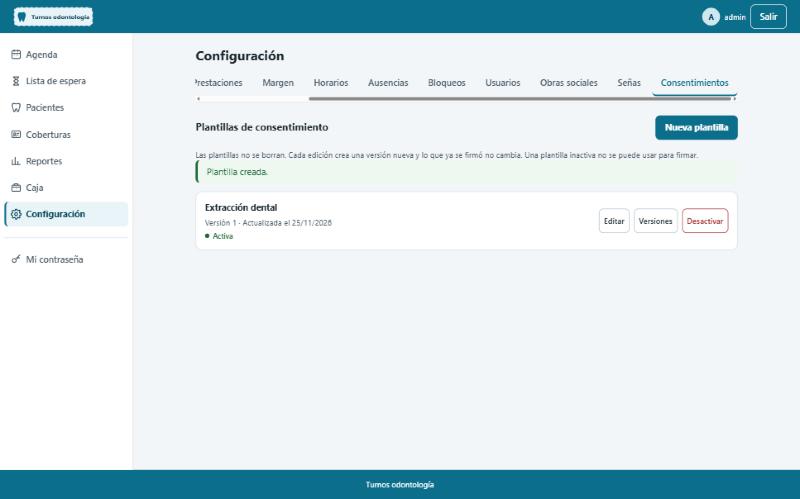 Turnos odontología
A admin Salir
Agenda
Lista de espera
Pacientes
Coberturas
Reportes
Caja
Configuración
Mi contraseña
Configuración
Prestaciones Margen Horarios Ausencias Bloqueos Usuarios Obras sociales Señas Consentimientos
Plantillas de consentimiento
Nueva plantilla
Las plantillas no se borran. Cada edición crea una versión nueva y lo que ya se firmó no cambia. Una plantilla inactiva no se puede usar para firmar.
Plantilla creada.
Extracción dental
Versión 1 · Actualizada el 25/11/2026
Activa
Editar Versiones Desactivar
Turnos odontología